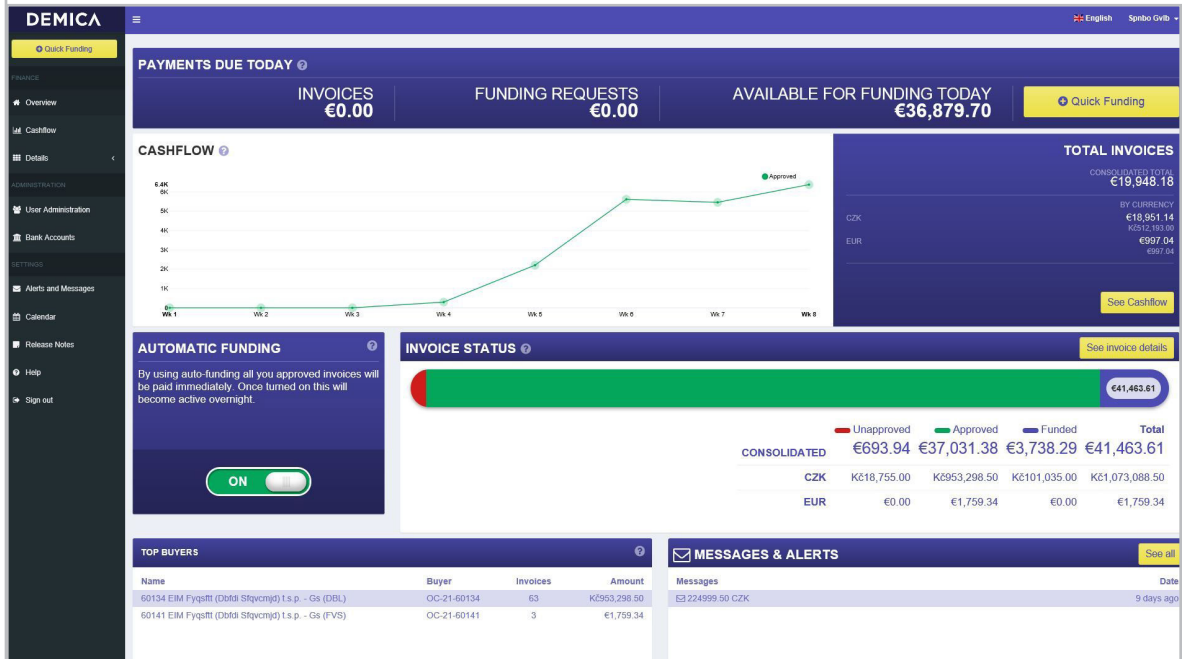 DEMICA
English Spnbo Gvlb
Quick Funding
FINANCE
Overview
Cashflow
Details
ADMINISTRATION
User Administration
Bank Accounts
SETTINGS
Alerts and Messages
Calendar
Release Notes
Help
Sign out
PAYMENTS DUE TODAY
INVOICES
€0.00
FUNDING REQUESTS
€0.00
AVAILABLE FOR FUNDING TODAY
€36,879.70
Quick Funding
CASHFLOW
Approved
6.4K
6K
5K
4K
3K
2K
1K
0
Wk 1 Wk 2 Wk 3 Wk 4 Wk 5 Wk 6 Wk 7 Wk 8
TOTAL INVOICES
CONSOLIDATED TOTAL
€19,948.18
BY CURRENCY
CZK €18,951.14
Kč512,193.00
EUR €997.04
€997.04
See Cashflow
AUTOMATIC FUNDING
By using auto-funding all you approved invoices will
be paid immediately. Once turned on this will
become active overnight.
ON
INVOICE STATUS
See invoice details
€41,463.61
Unapproved Approved Funded Total
CONSOLIDATED €693.94 €37,031.38 €3,738.29 €41,463.61
CZK Kč18,755.00 Kč953,298.50 Kč101,035.00 Kč1,073,088.50
EUR €0.00 €1,759.34 €0.00 €1,759.34
TOP BUYERS
Name Buyer Invoices Amount
60134 EIM Fyqsftt (Dbfdi Sfqvcmjd) t.s.p. - Gs (DBL) OC-21-60134 63 Kč953,298.50
60141 EIM Fyqsftt (Dbfdi Sfqvcmjd) t.s.p. - Gs (FVS) OC-21-60141 3 €1,759.34
MESSAGES & ALERTS
See all
Messages Date
224999.50 CZK 9 days ago